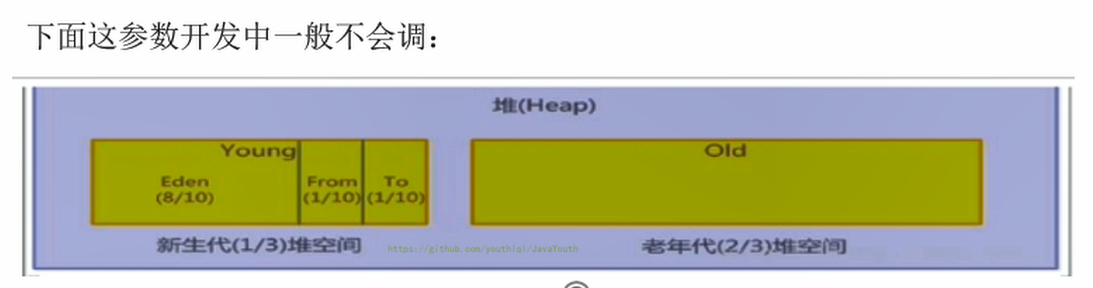 下面这参数开发中一般不会调：
堆(Heap)
Young
Eden
(8/10)
From
(1/10)
To
(1/10)
Old
新生代(1/3)堆空间
https://github.com/youthlql/JavaYouth
老年代(2/3)堆空间